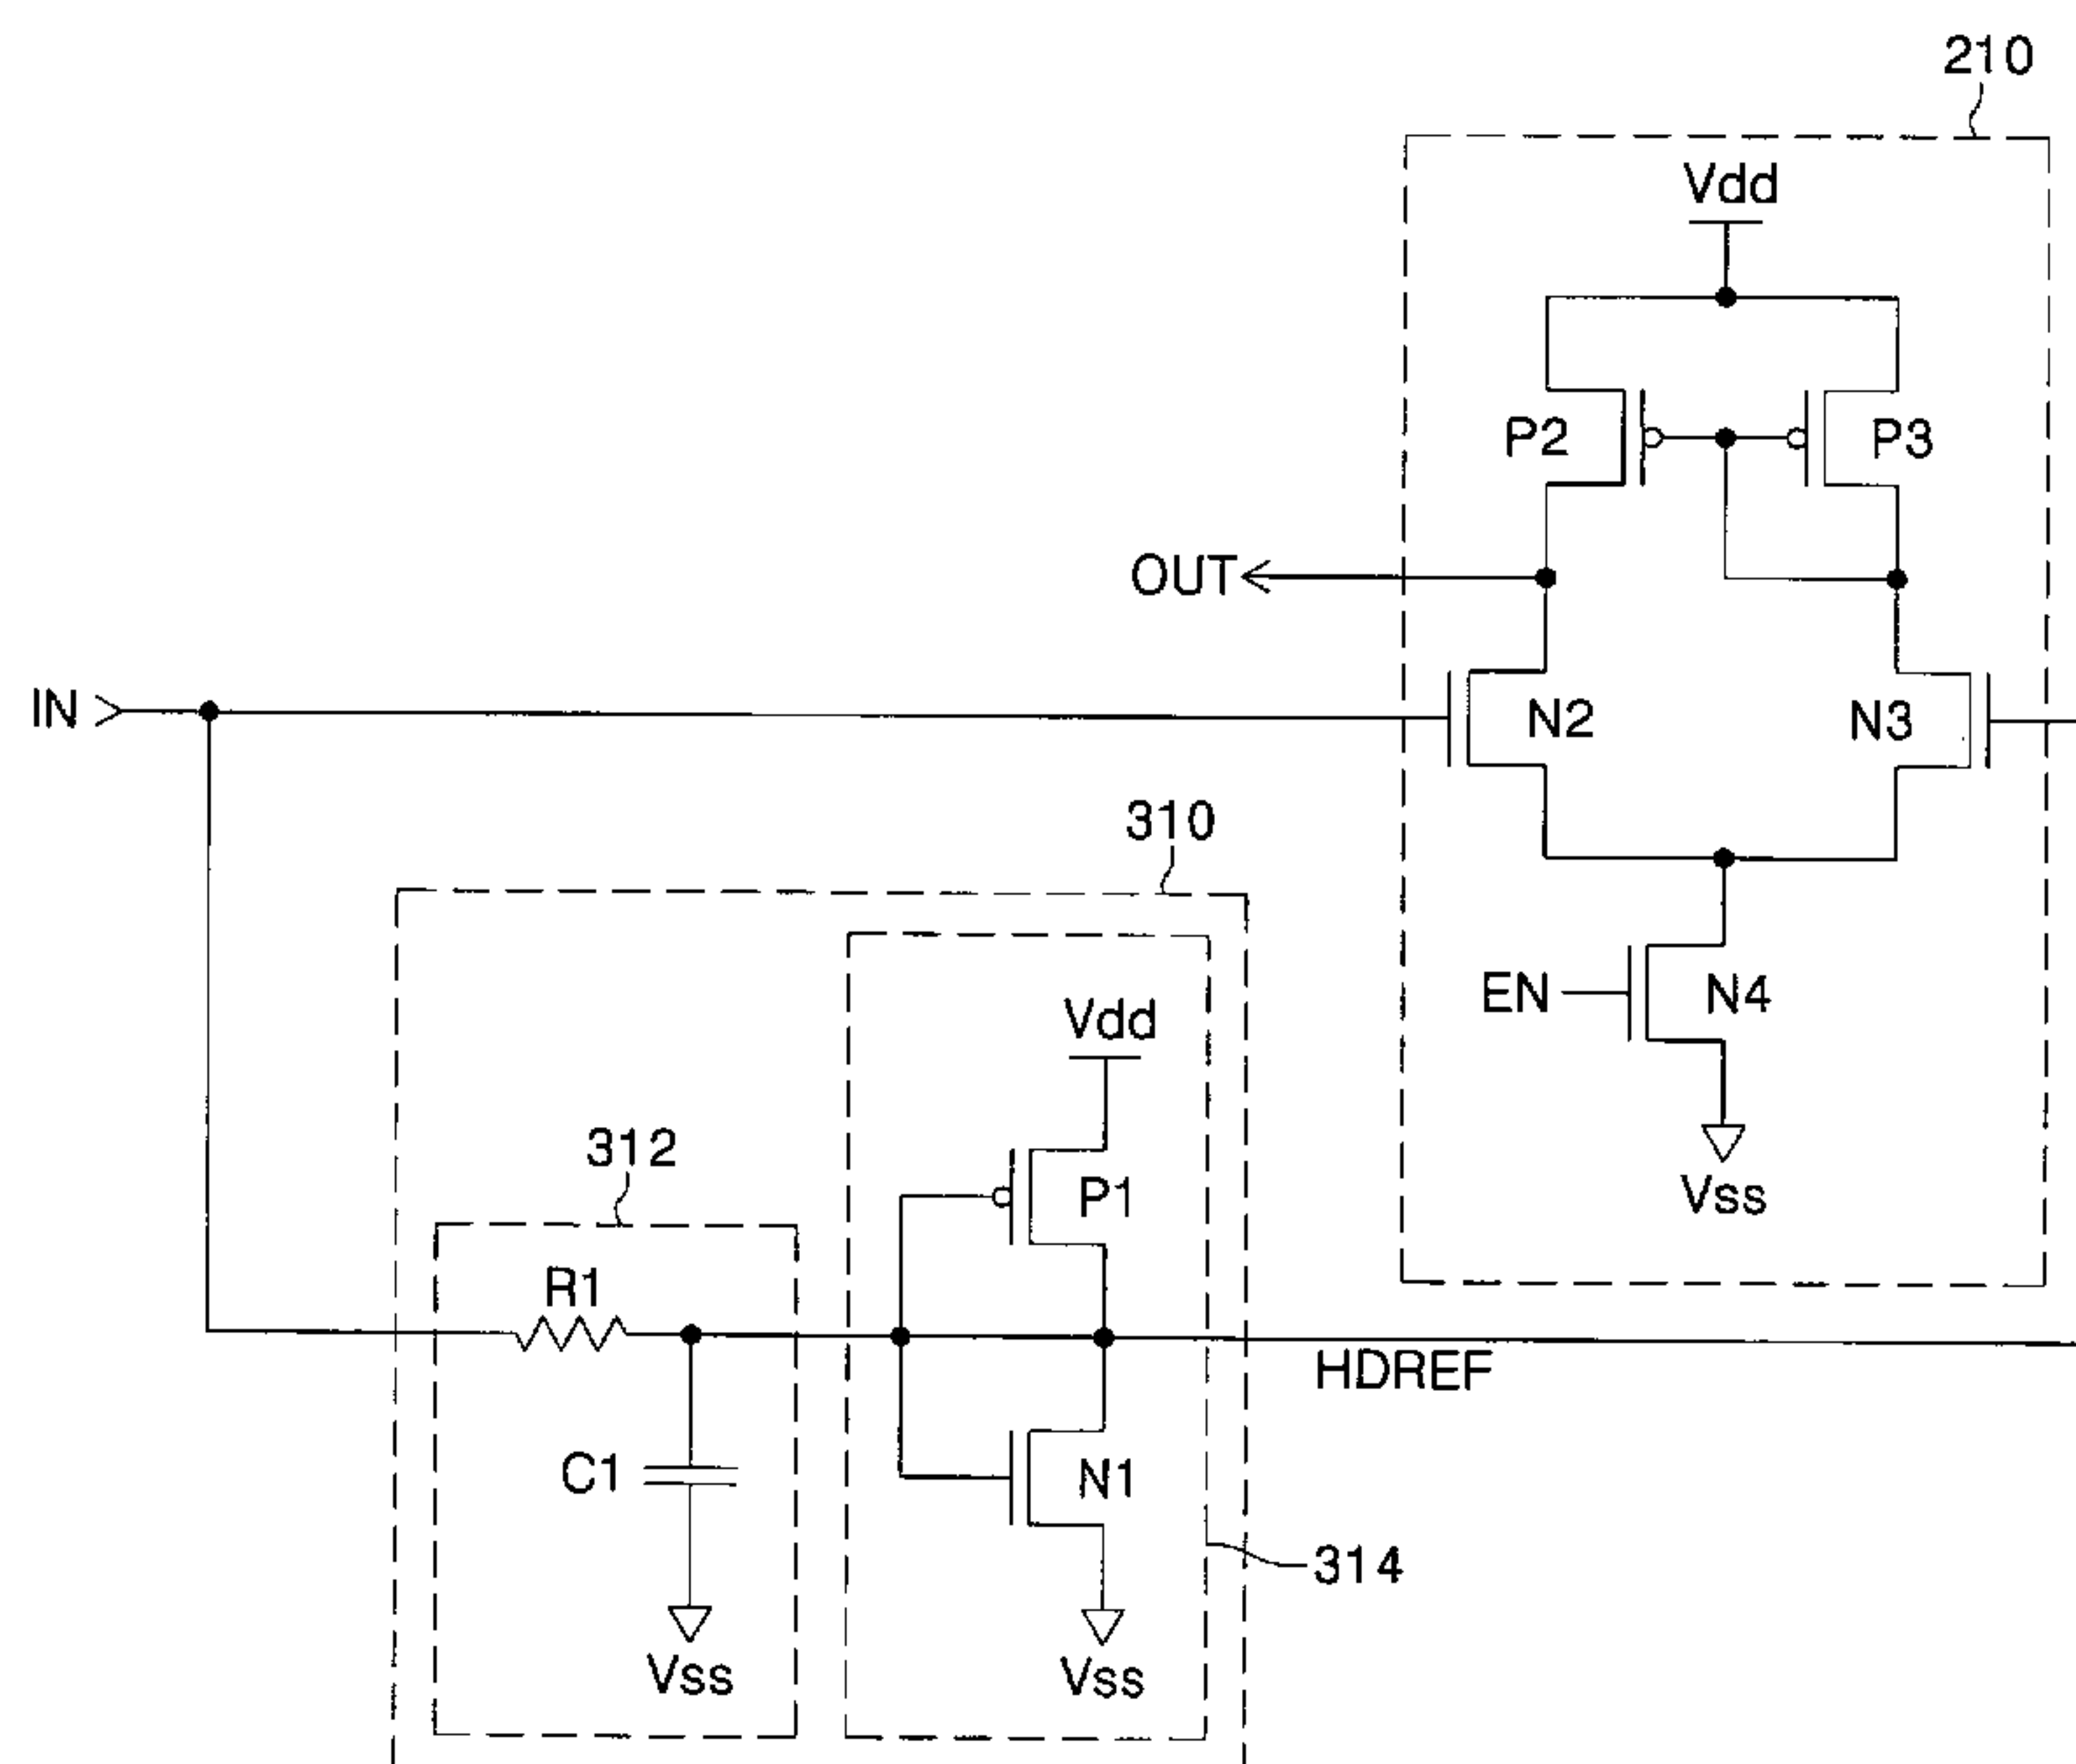 210
Vdd
P2
P3
OUT
IN
N2
N3
310
Vdd
EN
N4
312
P1
Vss
R1
HDREF
C1
N1
314
Vss
Vss